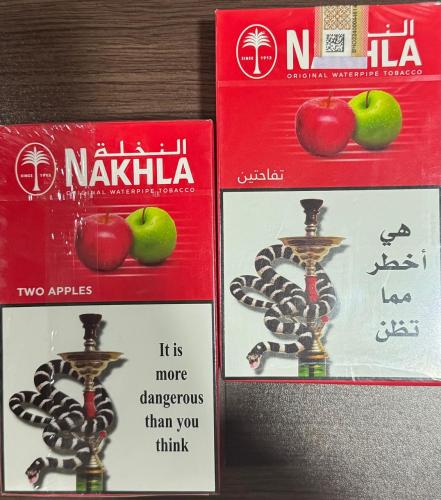 النخلة
NAKHLA
SINCE 1913
ORIGINAL WATERPIPE TOBACCO
TWO APPLES
It is
more
dangerous
than you
think
NAKHLA
SINCE 1913
ORIGINAL WATERPIPE TOBACCO
تفاحتين
هي
أخطر
مما
تظن